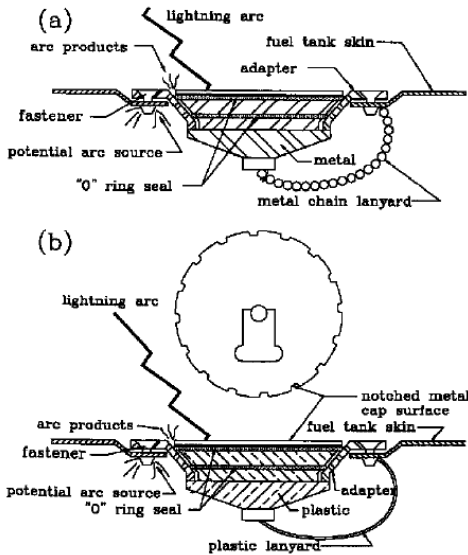 (a)
lightning arc
arc products
fuel tank skin
adapter
fastener
potential arc source
metal
"O" ring seal
metal chain lanyard
(b)
lightning arc
notched metal
cap surface
arc products
fuel tank skin
fastener
potential arc source
adapter
"O" ring seal
plastic
plastic lanyard